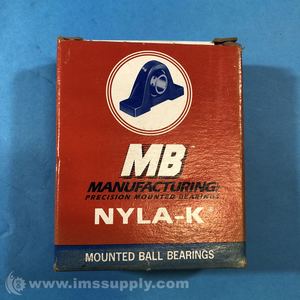 MB
MANUFACTURING
PRECISION MOUNTED BEARINGS
NYLA-K
MOUNTED BALL BEARINGS
© www.imssupply.com